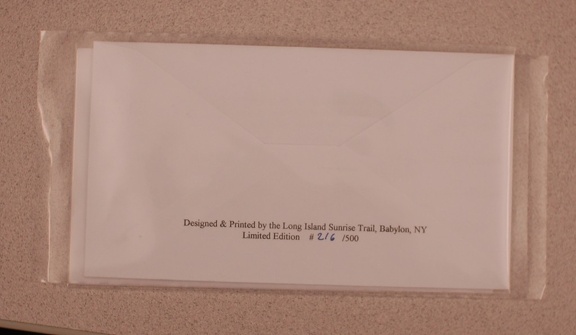 Designed & Printed by the Long Island Sunrise Trail, Babylon, NY
Limited Edition # 216 /500